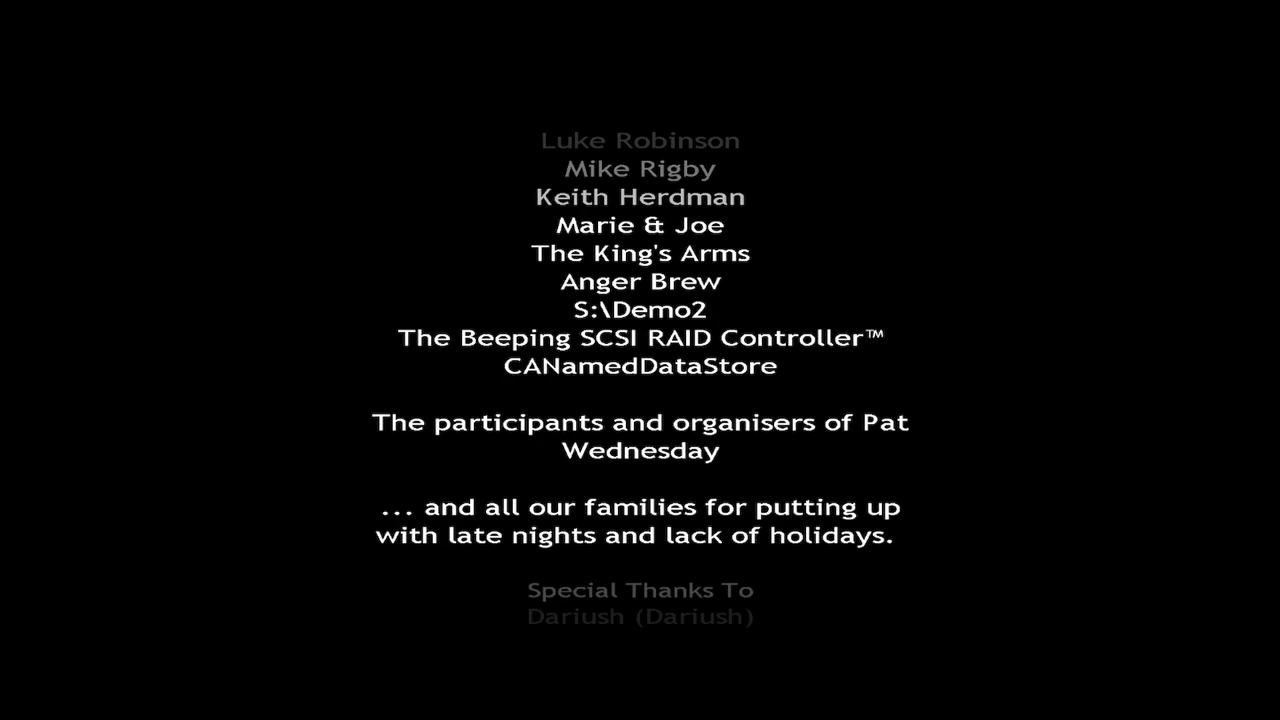 Luke Robinson
Mike Rigby
Keith Herdman
Marie & Joe
The King's Arms
Anger Brew
S:\Demo2
The Beeping SCSI RAID Controller™
CANamedDataStore
The participants and organisers of Pat
Wednesday
... and all our families for putting up
with late nights and lack of holidays.
Special Thanks To
Dariush (Dariush)